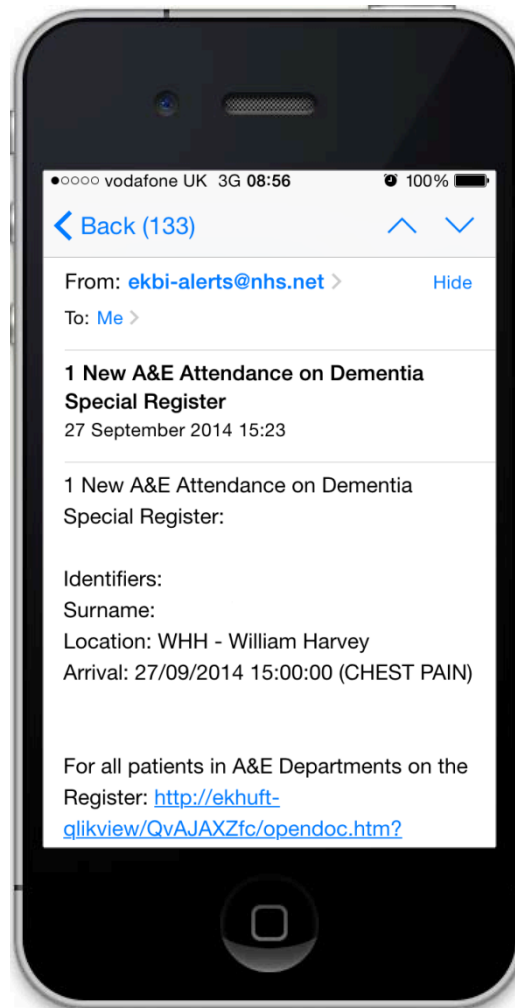 vodafone UK 3G 08:56 100%
Back (133)
From: ekbi-alerts@nhs.net Hide
To: Me
1 New A&E Attendance on Dementia
Special Register
27 September 2014 15:23
1 New A&E Attendance on Dementia
Special Register:
Identifiers:
Surname:
Location: WHH - William Harvey
Arrival: 27/09/2014 15:00:00 (CHEST PAIN)
For all patients in A&E Departments on the
Register: http://ekhuft-
qlikview/QvAJAXZfc/opendoc.htm?